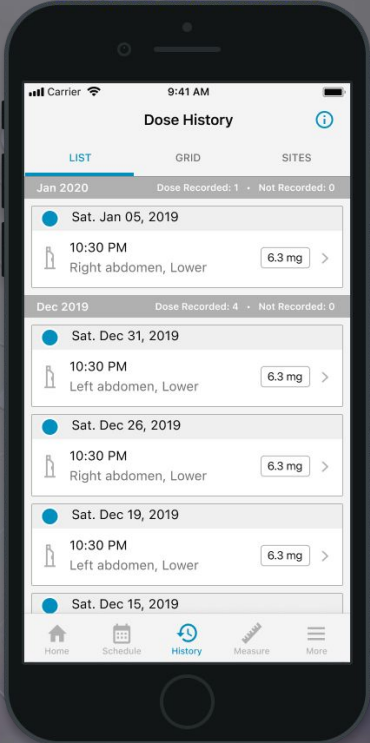 Carrier 9:41 AM
Dose History
LIST GRID SITES
Jan 2020 Dose Recorded: 1 • Not Recorded: 0
Sat. Jan 05, 2019
10:30 PM
Right abdomen, Lower
6.3 mg
Dec 2019 Dose Recorded: 4 • Not Recorded: 0
Sat. Dec 31, 2019
10:30 PM
Left abdomen, Lower
6.3 mg
Sat. Dec 26, 2019
10:30 PM
Right abdomen, Lower
6.3 mg
Sat. Dec 19, 2019
10:30 PM
Left abdomen, Lower
6.3 mg
Sat. Dec 15, 2019
Home Schedule History Measure More